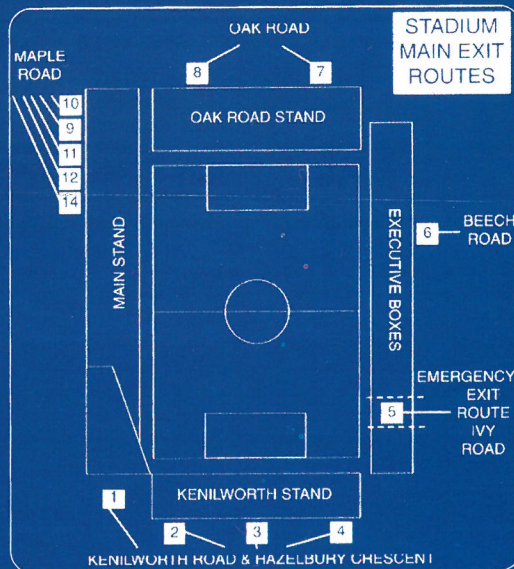 STADIUM
MAIN EXIT
ROUTES
OAK ROAD
8
7
MAPLE
ROAD
10
9
11
12
14
OAK ROAD STAND
MAIN STAND
EXECUTIVE BOXES
6
BEECH
ROAD
EMERGENCY
EXIT
ROUTE
IVY
ROAD
5
1
KENILWORTH STAND
2
3
4
KENILWORTH ROAD & HAZELBURY CRESCENT